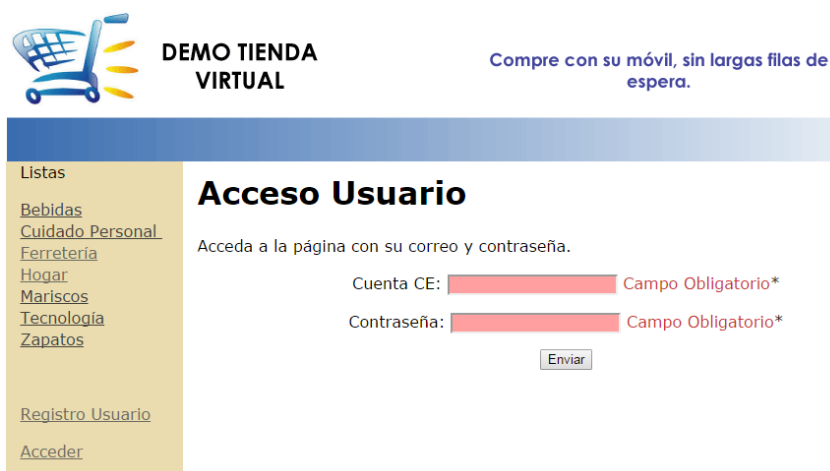 DEMO TIENDA
VIRTUAL
Compre con su móvil, sin largas filas de
espera.
Listas
Bebidas
Cuidado Personal
Ferretería
Hogar
Mariscos
Tecnología
Zapatos
Registro Usuario
Acceder
Acceso Usuario
Acceda a la página con su correo y contraseña.
Cuenta CE: Campo Obligatorio*
Contraseña: Campo Obligatorio*
Enviar